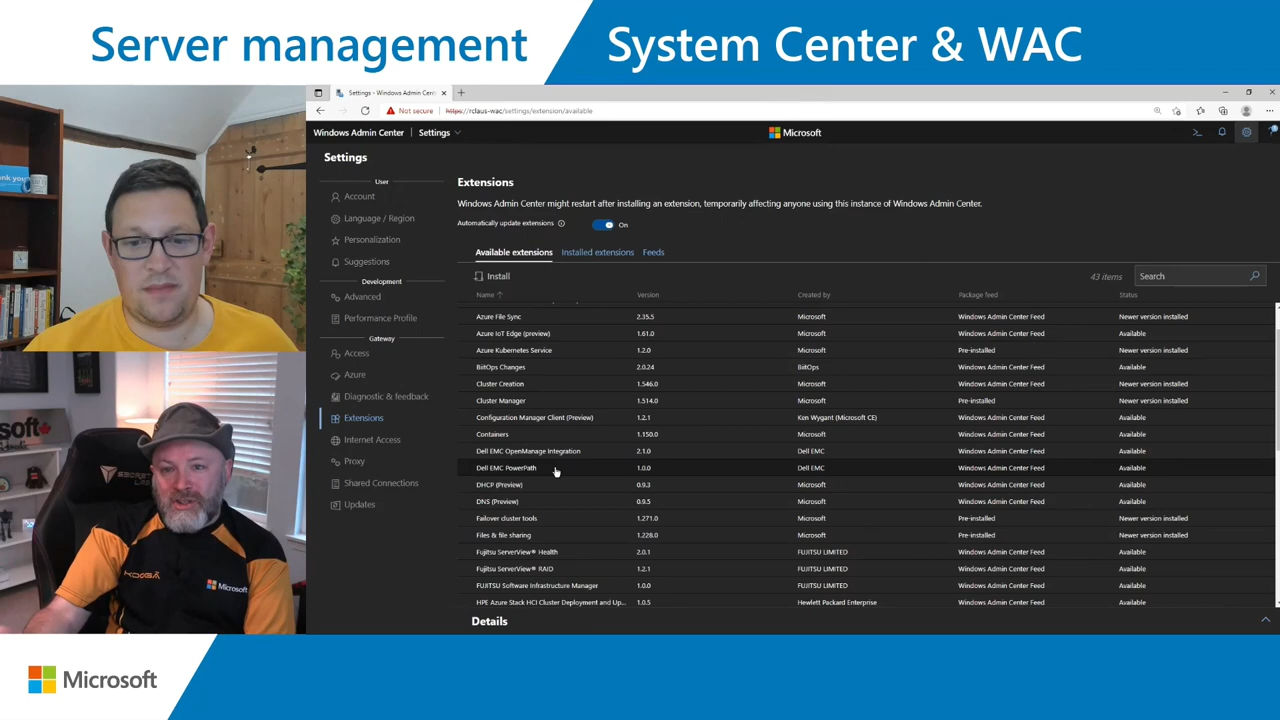 Server management
System Center & WAC
Settings - Windows Admin Cent
Not secure
https://rclaus-wac/settings/extension/available
Windows Admin Center
Settings
Microsoft
Settings
User
Account
Language / Region
Personalization
Suggestions
Development
Advanced
Performance Profile
Gateway
Access
Azure
Diagnostic & feedback
Extensions
Internet Access
Proxy
Shared Connections
Updates
Extensions
Windows Admin Center might restart after installing an extension, temporarily affecting anyone using this instance of Windows Admin Center.
Automatically update extensions
On
Available extensions Installed extensions Feeds
Install
43 items
Search
Name Version Created by Package feed Status
Azure File Sync 2.35.5 Microsoft Windows Admin Center Feed Newer version installed
Azure IoT Edge (preview) 1.61.0 Microsoft Windows Admin Center Feed Available
Azure Kubernetes Service 1.2.0 Microsoft Pre-installed Newer version installed
BiitOps Changes 2.0.24 BiitOps Windows Admin Center Feed Available
Cluster Creation 1.546.0 Microsoft Windows Admin Center Feed Newer version installed
Cluster Manager 1.514.0 Microsoft Pre-installed Newer version installed
Configuration Manager Client (Preview) 1.2.1 Ken Wygant (Microsoft CE) Windows Admin Center Feed Available
Containers 1.150.0 Microsoft Windows Admin Center Feed Available
Dell EMC OpenManage Integration 2.1.0 Dell EMC Windows Admin Center Feed Available
Dell EMC PowerPath 1.0.0 Dell EMC Windows Admin Center Feed Available
DHCP (Preview) 0.9.3 Microsoft Windows Admin Center Feed Available
DNS (Preview) 0.9.5 Microsoft Windows Admin Center Feed Available
Failover cluster tools 1.271.0 Microsoft Pre-installed Newer version installed
Files & file sharing 1.228.0 Microsoft Pre-installed Newer version installed
Fujitsu ServerView® Health 2.0.1 FUJITSU LIMITED Windows Admin Center Feed Available
Fujitsu ServerView® RAID 1.2.1 FUJITSU LIMITED Windows Admin Center Feed Available
FUJITSU Software Infrastructure Manager 1.0.0 FUJITSU LIMITED Windows Admin Center Feed Available
HPE Azure Stack HCI Cluster Deployment and Up... 1.0.5 Hewlett Packard Enterprise Windows Admin Center Feed Available
Details
SECRET
LAB
KOOGA
Microsoft
Microsoft